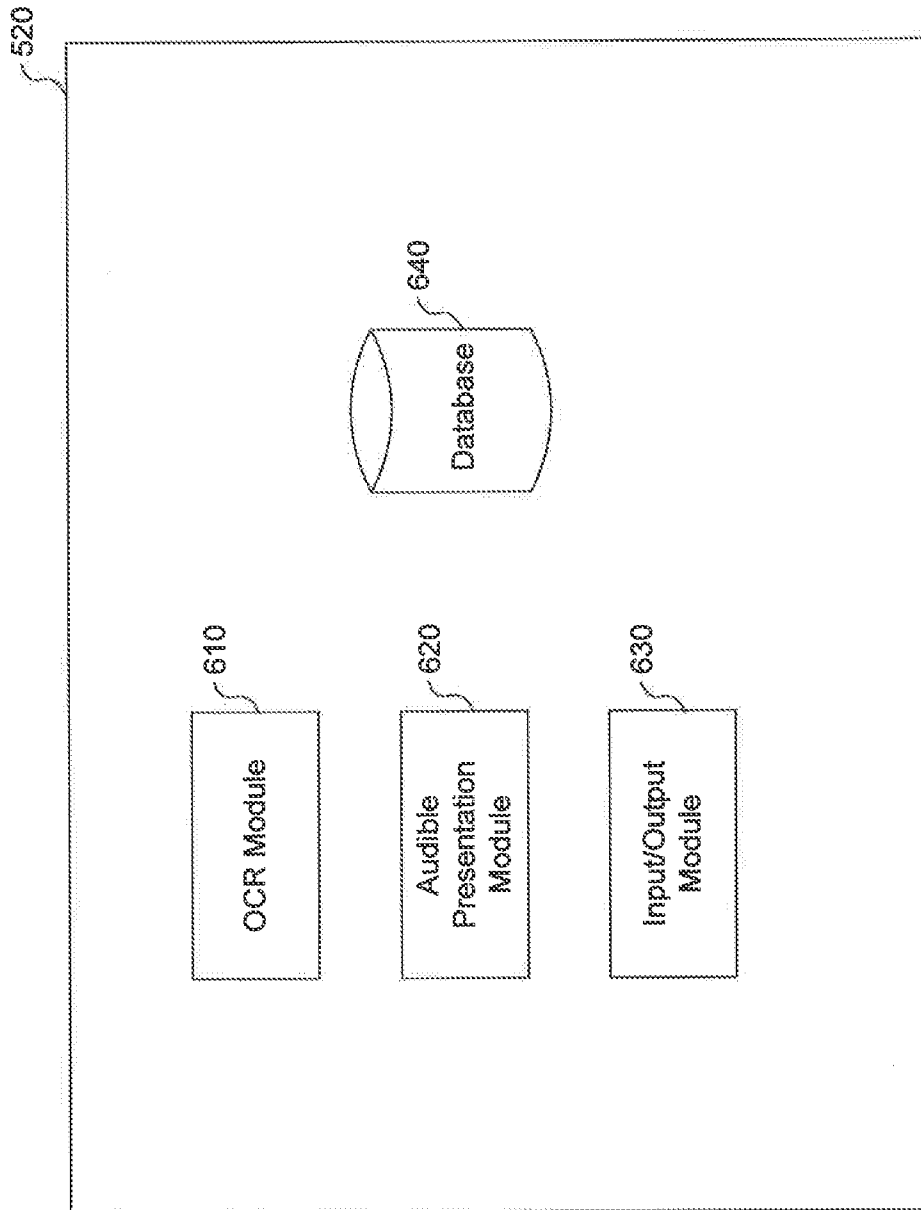 520
OCR Module
610
Audible
Presentation
Module
620
Input/Output
Module
630
Database
640